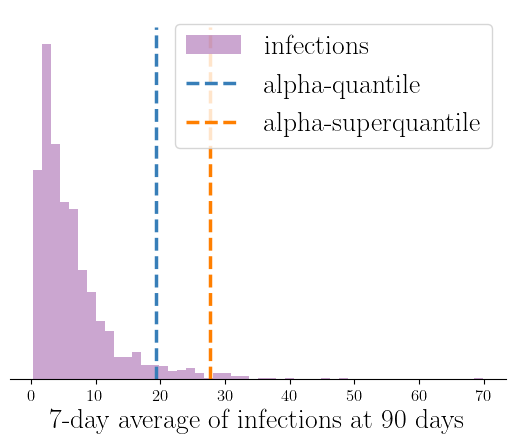 infections
alpha-quantile
alpha-superquantile
0 10 20 30 40 50 60 70
7-day average of infections at 90 days